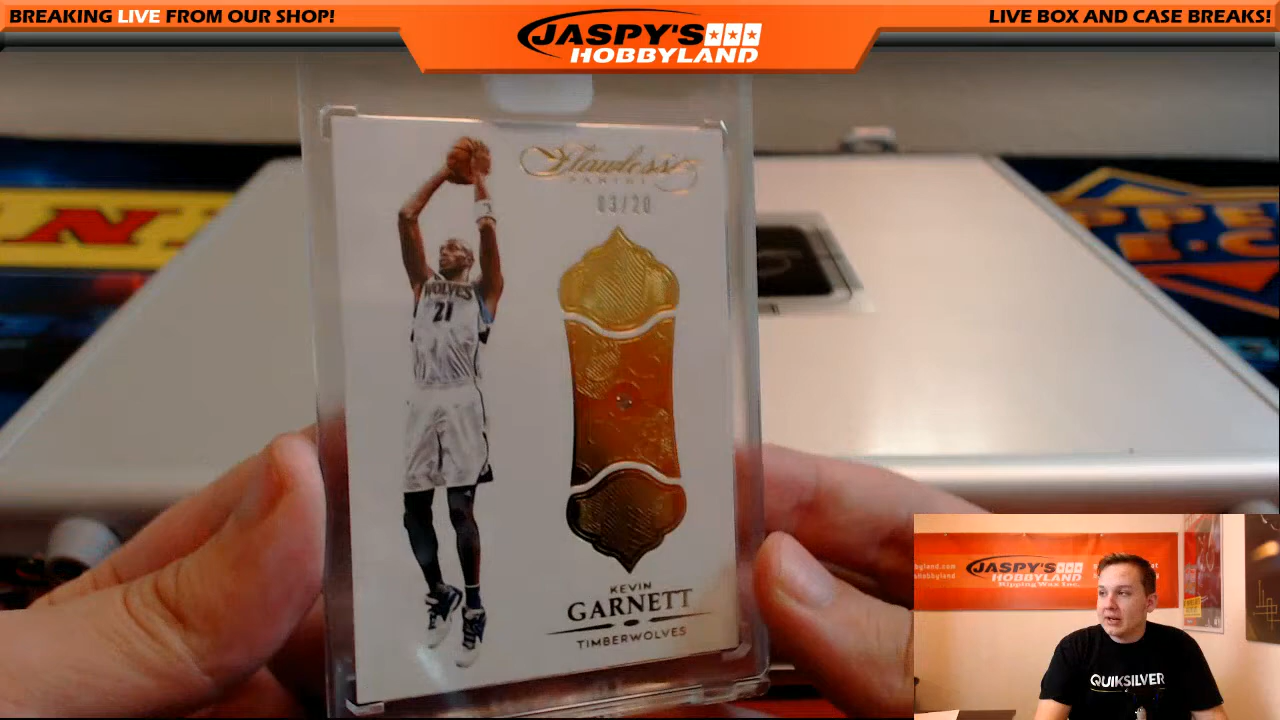 BREAKING LIVE FROM OUR SHOP!
JASPY'S
HOBBYLAND
LIVE BOX AND CASE BREAKS!
Flawless
PANINI
03/20
WOLVES
21
KEVIN
GARNETT
TIMBERWOLVES
JASPY'S
HOBBYLAND
Ripping Wax Inc.
QUIKSILVER